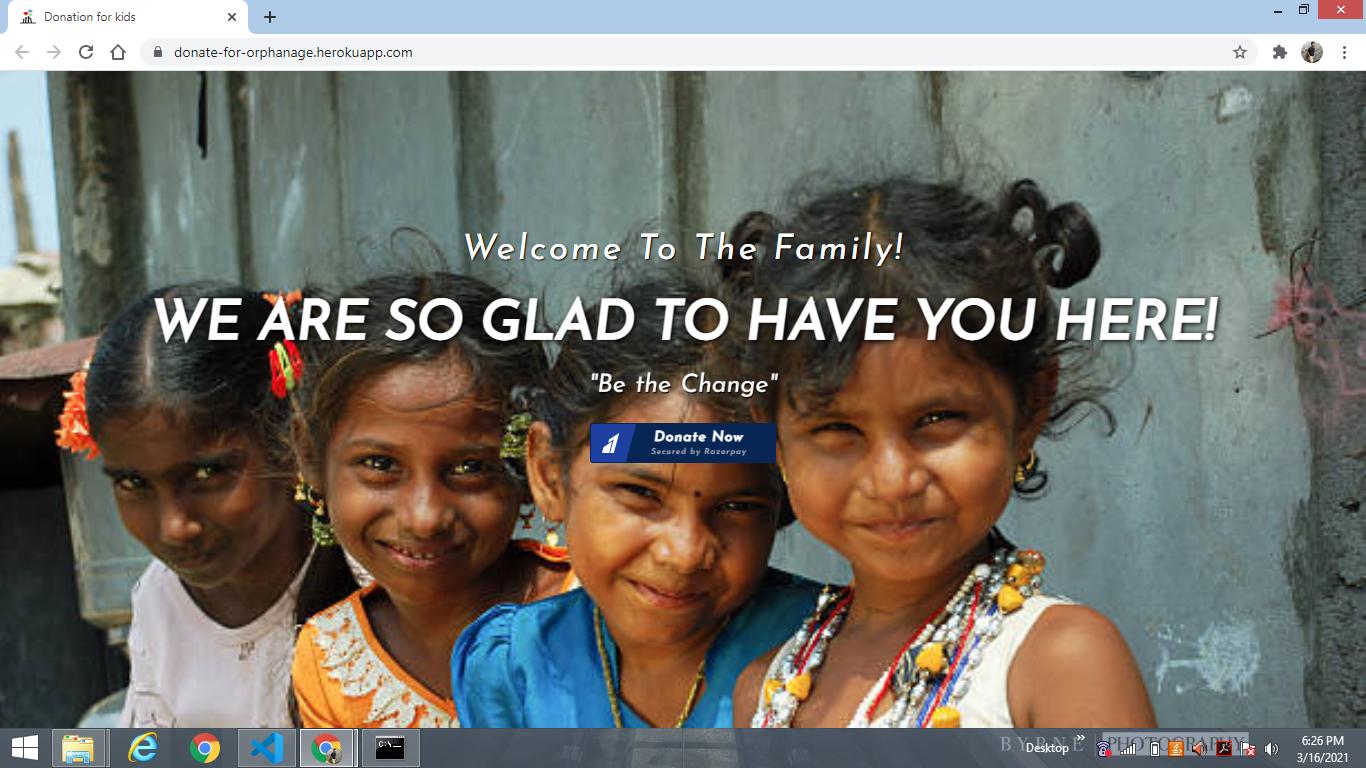 Donation for kids
donate-for-orphanage.herokuapp.com
Welcome To The Family!
WE ARE SO GLAD TO HAVE YOU HERE!
"Be the Change"
Donate Now
Secured by Razorpay
BYRNE | PHOTOGRAPHY
Desktop
6:26 PM
3/16/2021
C:\